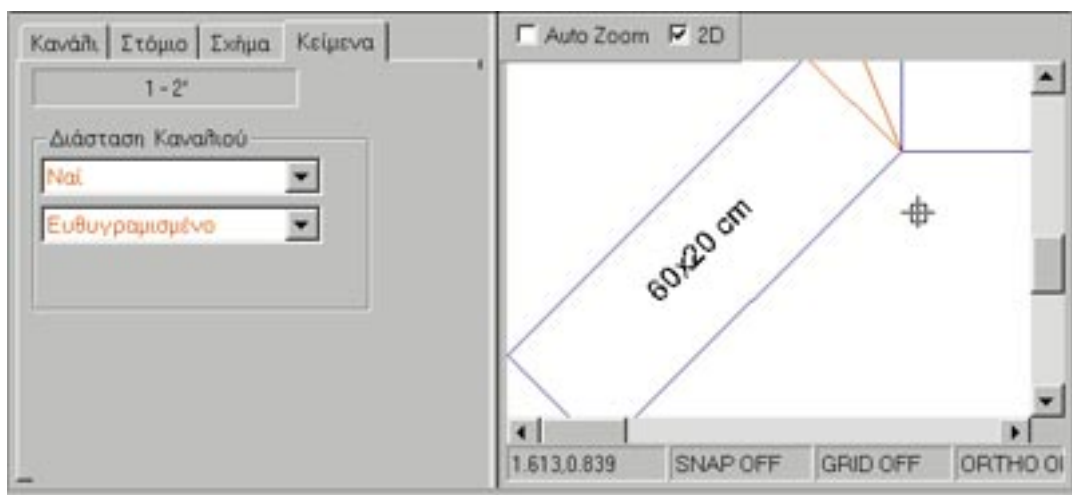 Κανάλι Στόμιο Σχήμα Κείμενα
1 - 2'
Διάσταση Καναλιού
Ναί
Ευθυγραμισμένο
Auto Zoom 2D
60x20 cm
1.613,0.839 SNAP OFF GRID OFF ORTHO O